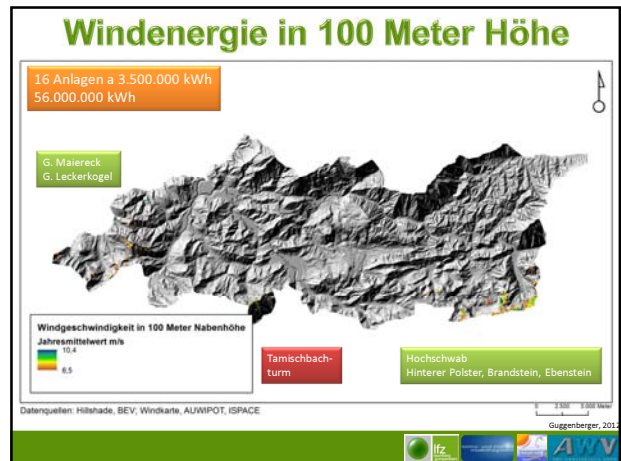 Windenergie in 100 Meter Höhe
16 Anlagen a 3.500.000 kWh
56.000.000 kWh
G. Maiereck
G. Leckerkogel
Windgeschwindigkeit in 100 Meter Nabenhöhe
Jahresmittelwert m/s
10,4
6,5
Tamischbach-
turm
Hochschwab
Hinterer Polster, Brandstein, Ebenstein
Datenquellen: Hillshade, BEV; Windkarte, AUWIPOT, ISPACE
0 2.500 5.000 Meter
Guggenberger, 2012
lfz
AWV